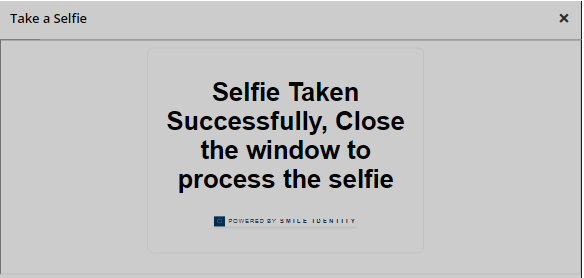 Take a Selfie ×
Selfie Taken
Successfully, Close
the window to
process the selfie
POWERED BY SMILE IDENTITY